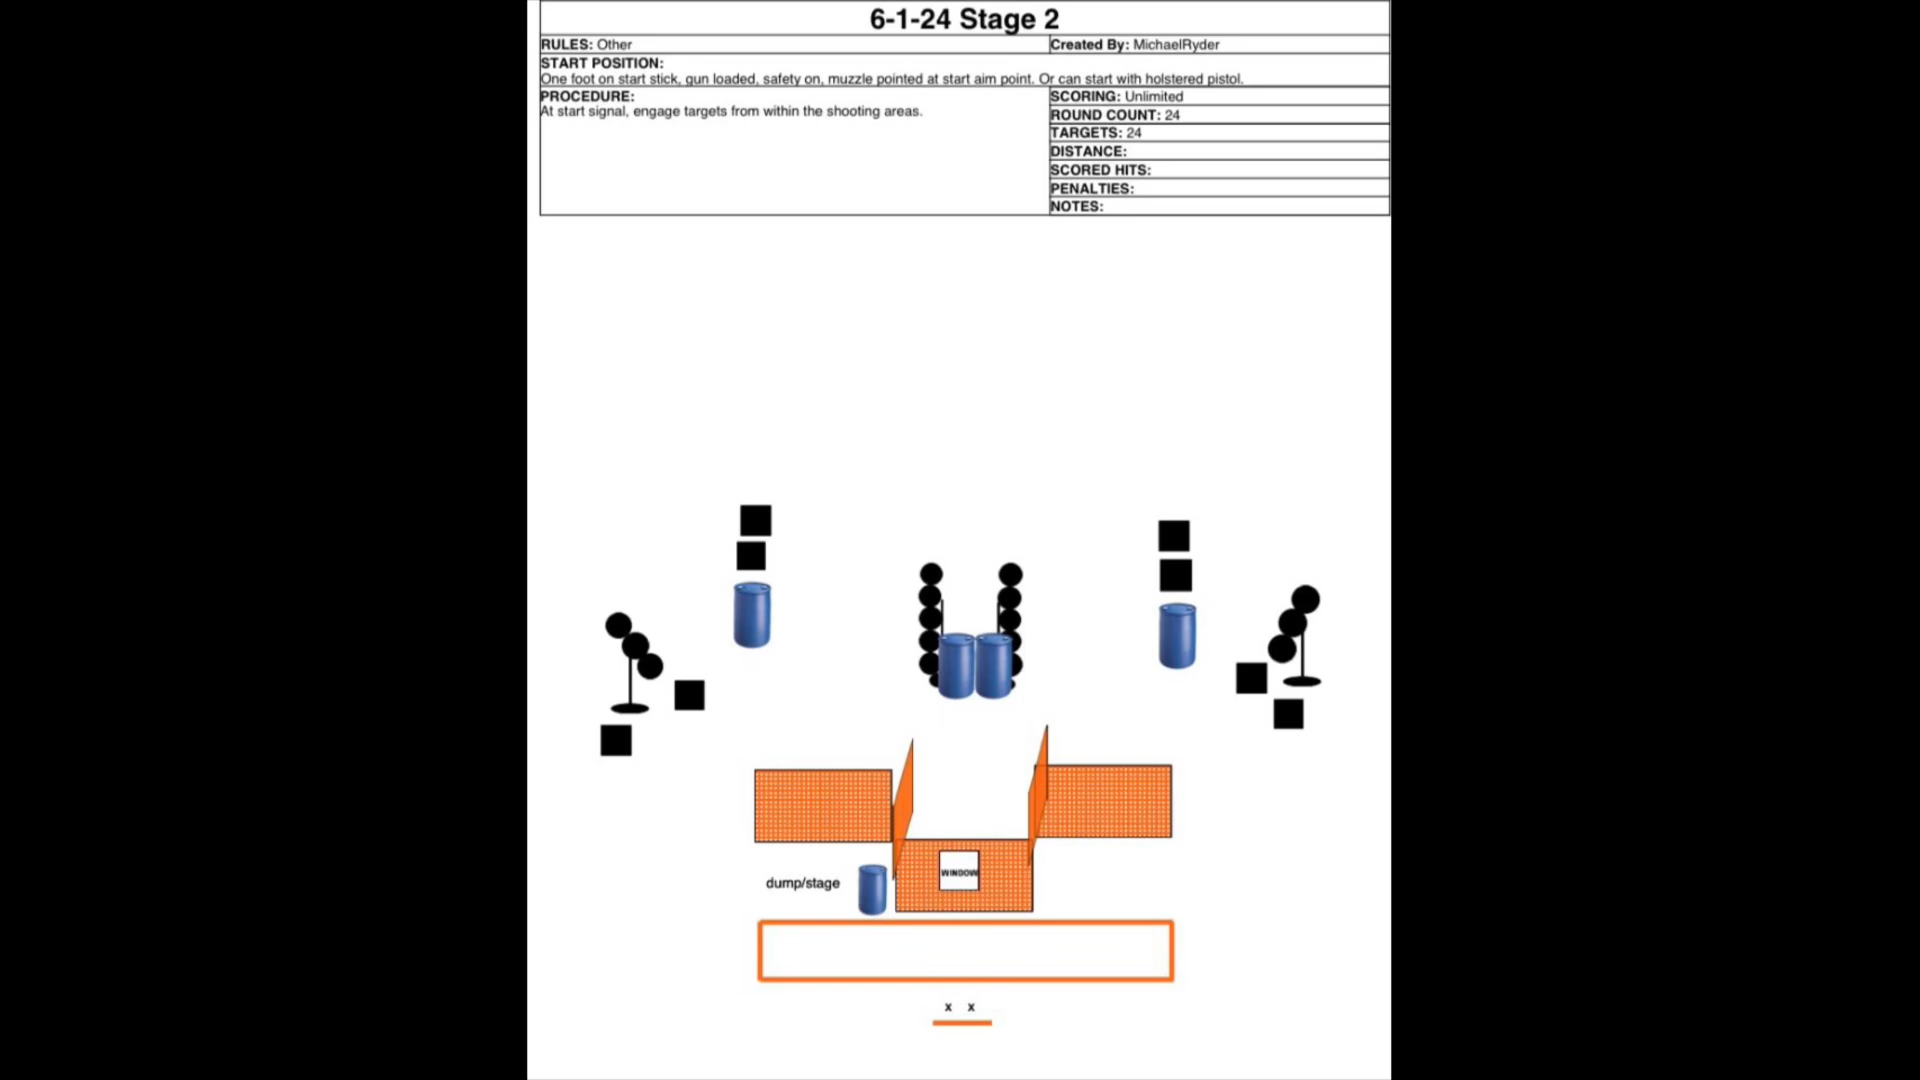 6-1-24 Stage 2
RULES: Other
Created By: MichaelRyder
START POSITION:
One foot on start stick, gun loaded, safety on, muzzle pointed at start aim point. Or can start with holstered pistol.
PROCEDURE:
At start signal, engage targets from within the shooting areas.
SCORING: Unlimited
ROUND COUNT: 24
TARGETS: 24
DISTANCE:
SCORED HITS:
PENALTIES:
NOTES:
WINDOW
dump/stage
x x